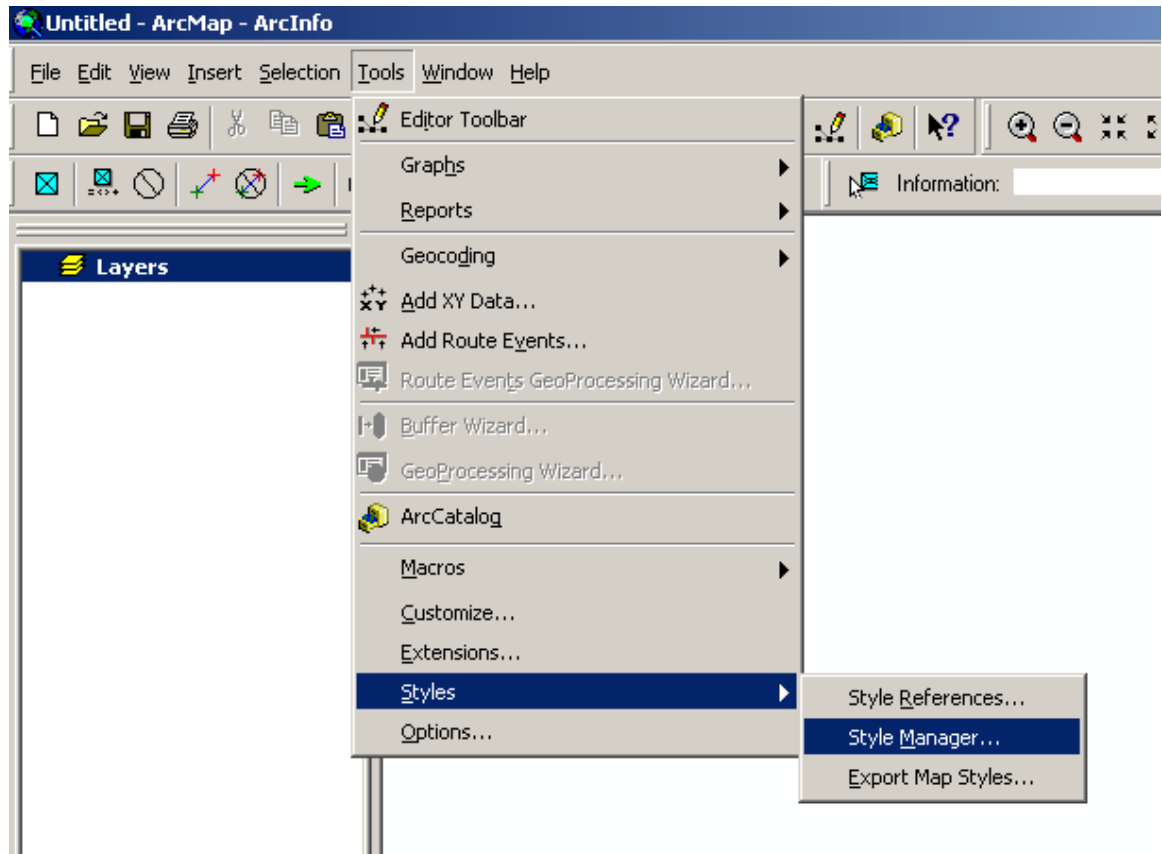 Untitled - ArcMap - ArcInfo
File Edit View Insert Selection Tools Window Help
Editor Toolbar
Information:
Graphs
Reports
Layers
Geocoding
Add XY Data...
Add Route Events...
Route Events GeoProcessing Wizard...
Buffer Wizard...
GeoProcessing Wizard...
ArcCatalog
Macros
Customize...
Extensions...
Styles
Options...
Style References...
Style Manager...
Export Map Styles...